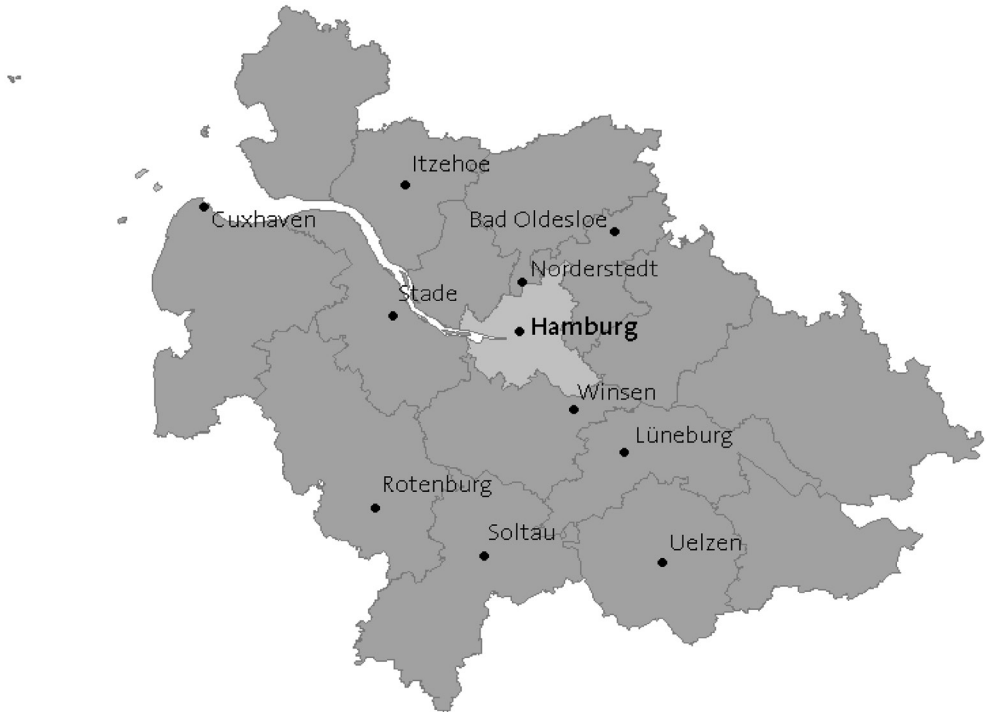 Itzehoe
Cuxhaven
Bad Oldesloe
Norderstedt
Stade
Hamburg
Winsen
Lüneburg
Rotenburg
Soltau
Uelzen